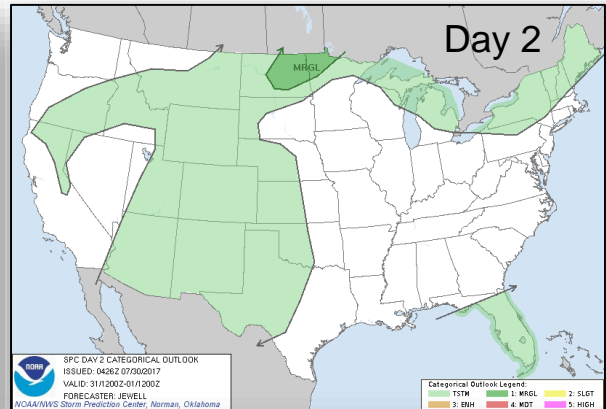 Day 2
MRGL
NOAA
SPC DAY 2 CATEGORICAL OUTLOOK
ISSUED: 0426Z 07/30/2017
VALID: 31/1200Z-01/1200Z
FORECASTER: JEWELL
NOAA/NWS Storm Prediction Center, Norman, Oklahoma
Categorical Outlook Legend:
TSTM 1: MRGL 2: SLGT
3: ENH 4: MDT 5: HIGH